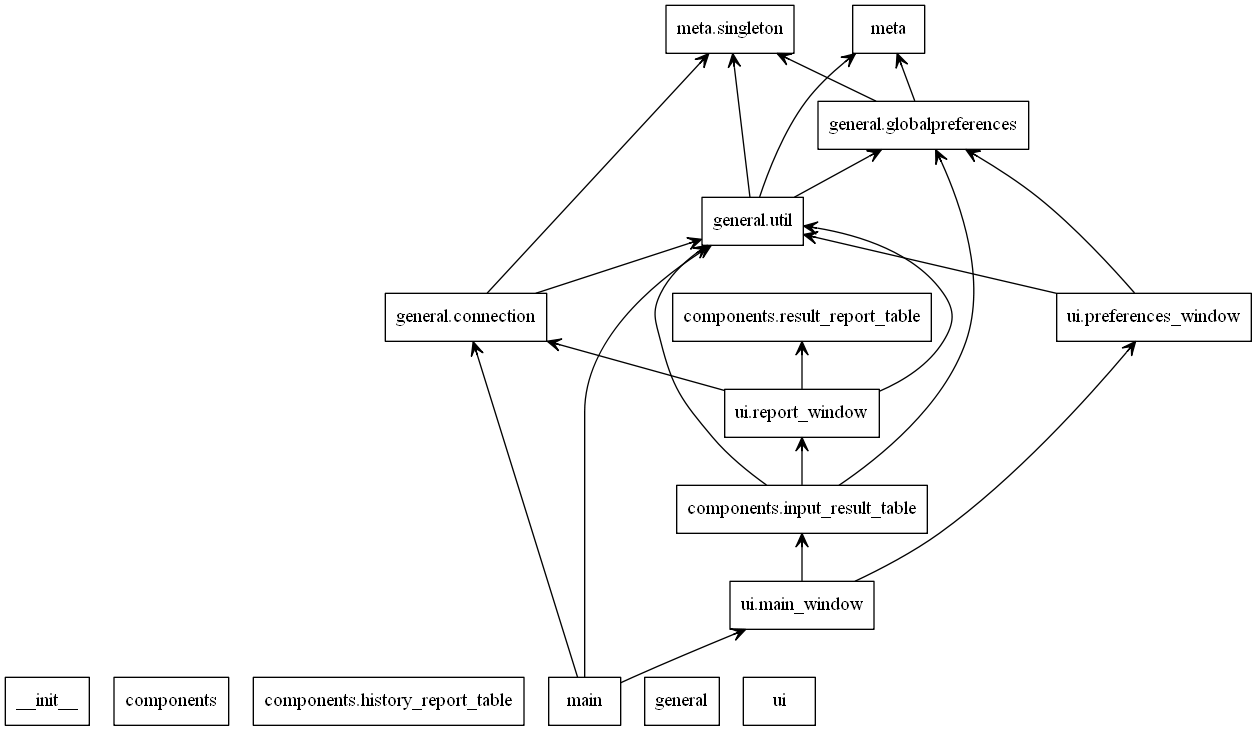 meta.singleton
meta
general.globalpreferences
general.util
general.connection
components.result_report_table
ui.preferences_window
ui.report_window
components.input_result_table
ui.main_window
__init__
components
components.history_report_table
main
general
ui